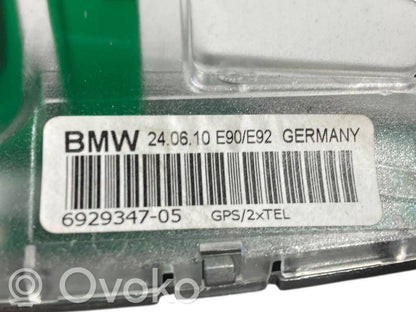 BMW 24.06.10 E90/E92 GERMANY
6929347-05 GPS/2xTEL
Ovoko